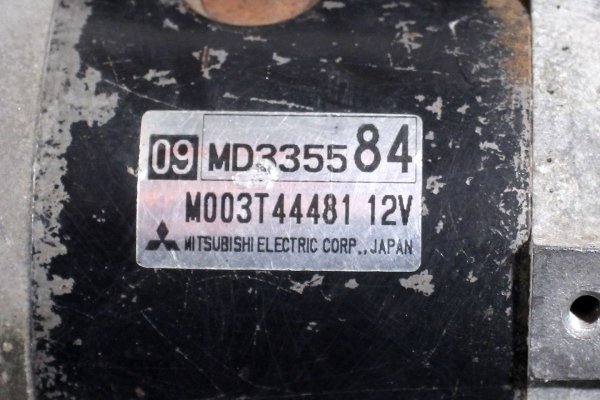 09 MD335584
M003T44481 12V
MITSUBISHI ELECTRIC CORP., JAPAN